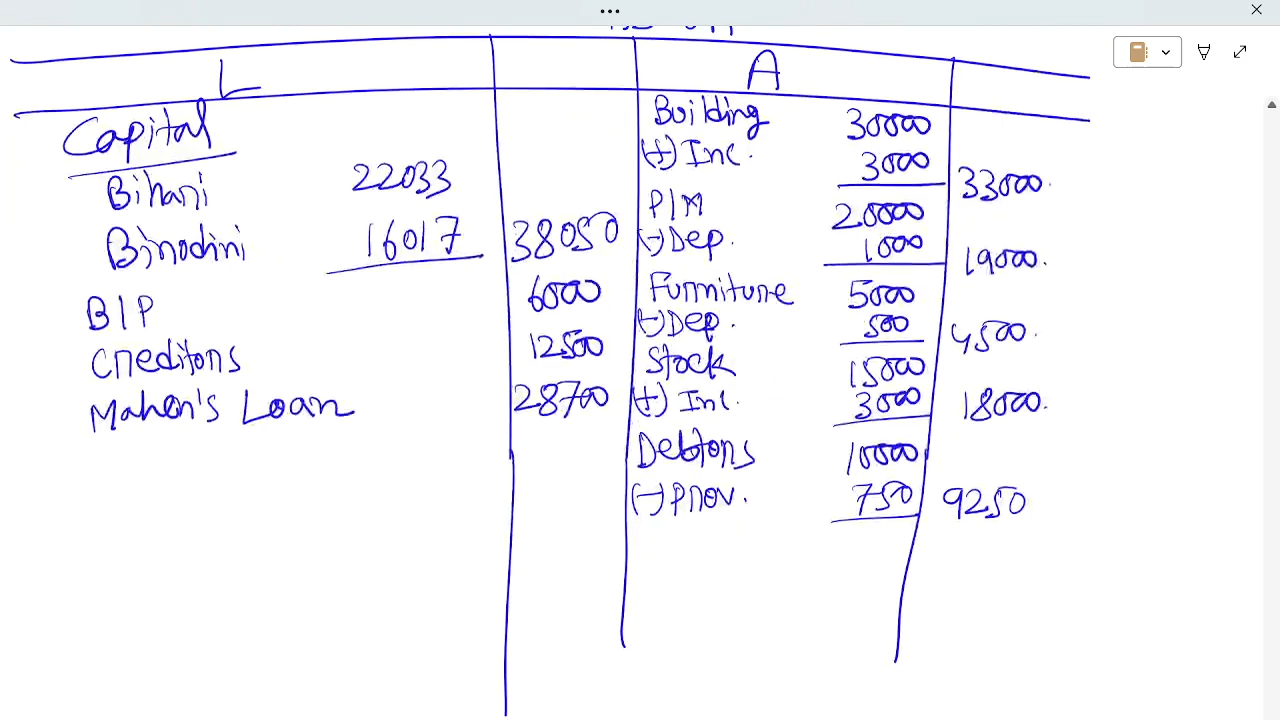 L A
Capital
Bihari 22033
Binodini 16017 38050
B/P 6000
Creditors 12500
Mahen's Loan 28700
Building 30000
(+) Inc. 3000 33000.
P/M 20000
(-) Dep. 1000 19000.
Furniture 5000
(-) Dep. 500 4500.
Stock 15000
(+) Inc. 3000 18000.
Debtors 10000
(-) Prov. 750 9250